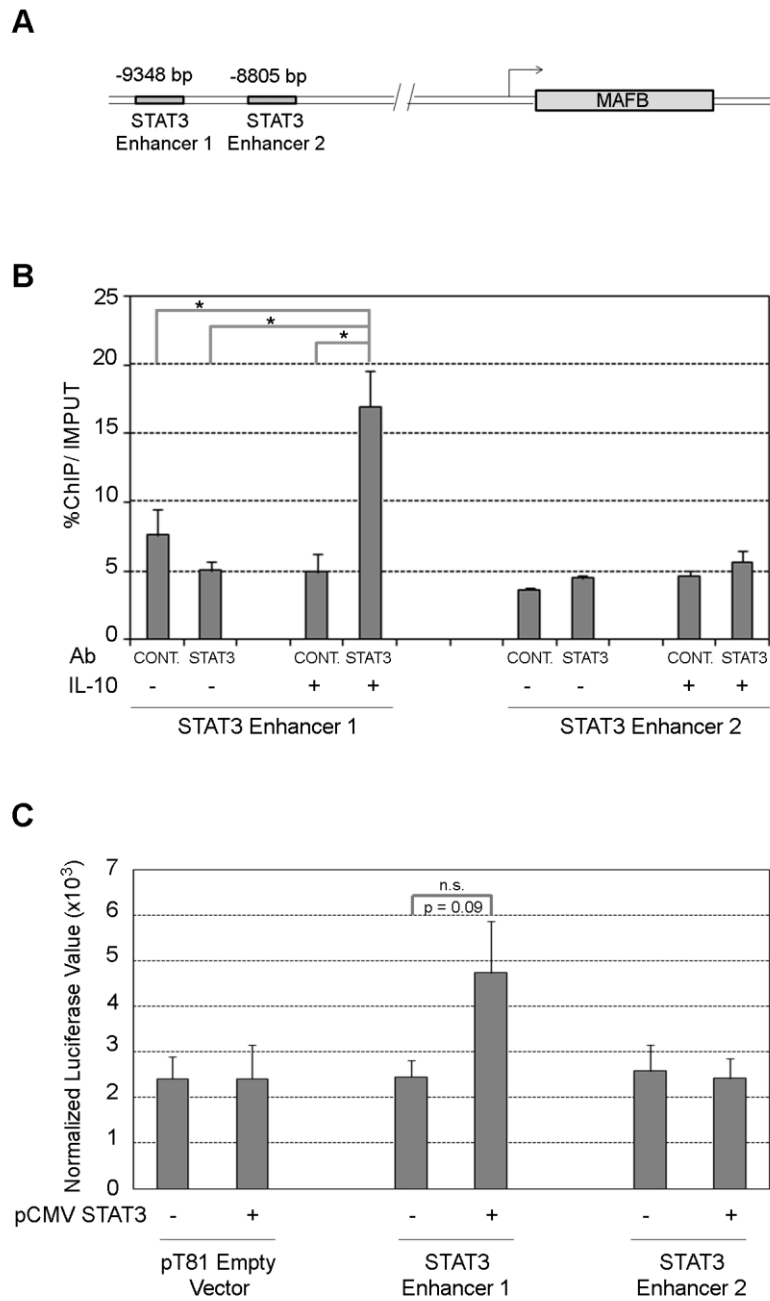 A
-9348 bp -8805 bp
STAT3 STAT3 MAFB
Enhancer 1 Enhancer 2
B
25
20
15
10
5
0
%ChIP/ IMPUT
* * *
Ab CONT. STAT3 CONT. STAT3 CONT. STAT3 CONT. STAT3
IL-10 - - + + - - + +
STAT3 Enhancer 1 STAT3 Enhancer 2
C
7
6
5
4
3
2
1
0
Normalized Luciferase Value (x10³)
n.s.
p = 0.09
pCMV STAT3 - + - + - +
pT81 Empty STAT3 STAT3
Vector Enhancer 1 Enhancer 2